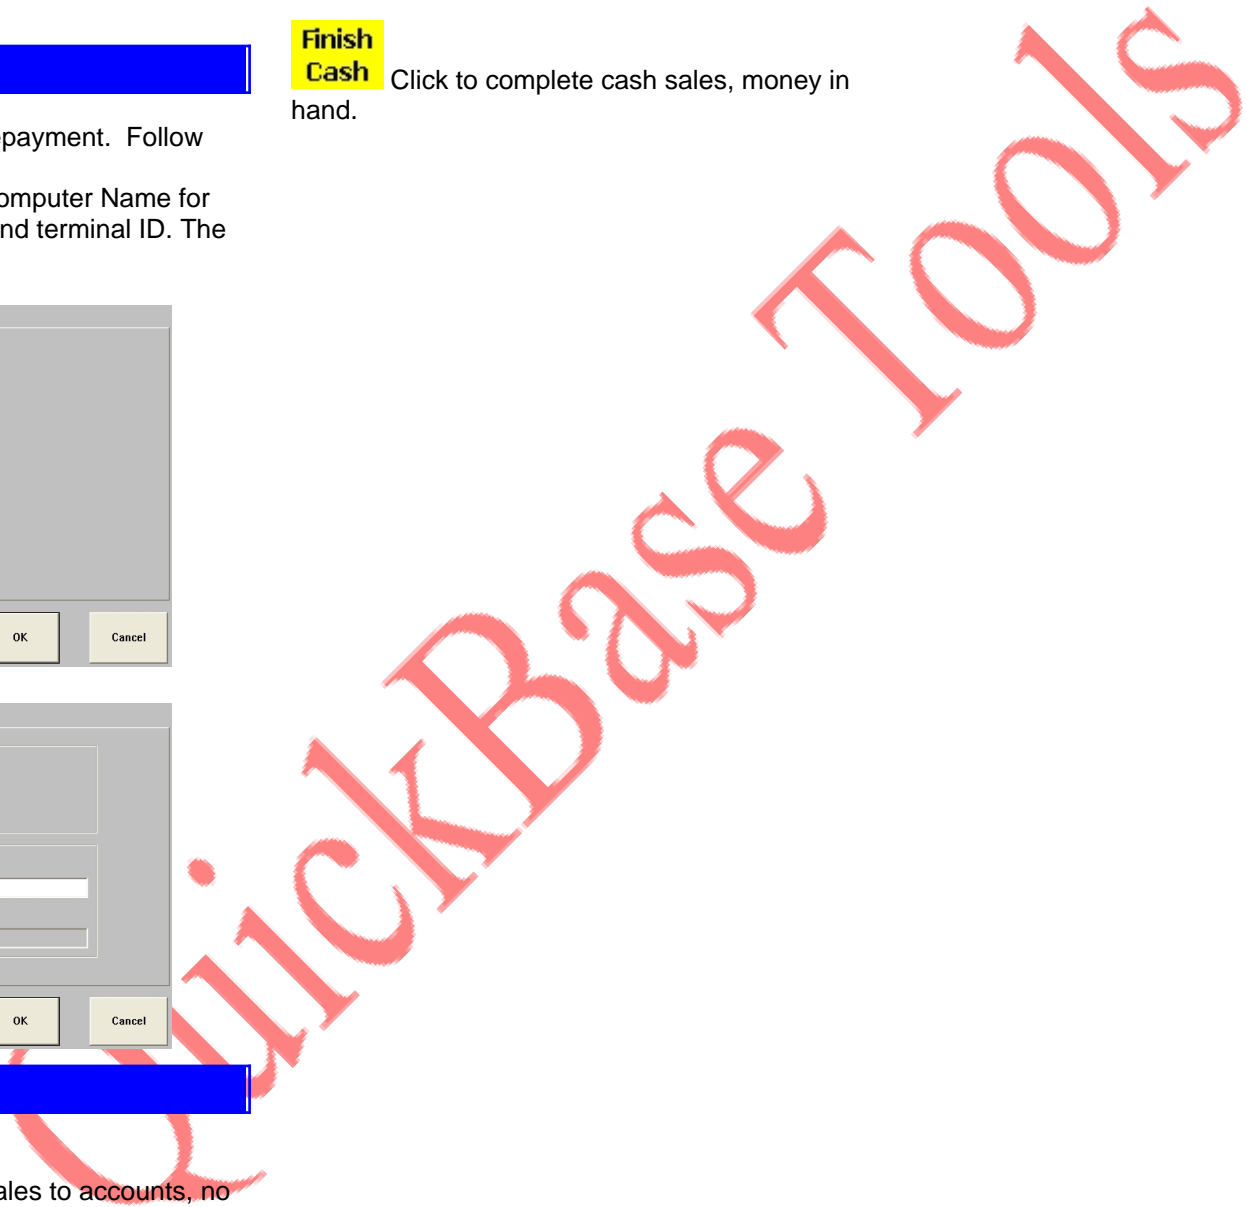 payment. Follow
omputer Name for
nd terminal ID. The
OK Cancel
OK Cancel
ales to accounts, no
Finish
Cash Click to complete cash sales, money in
hand.
QuickBase Tools